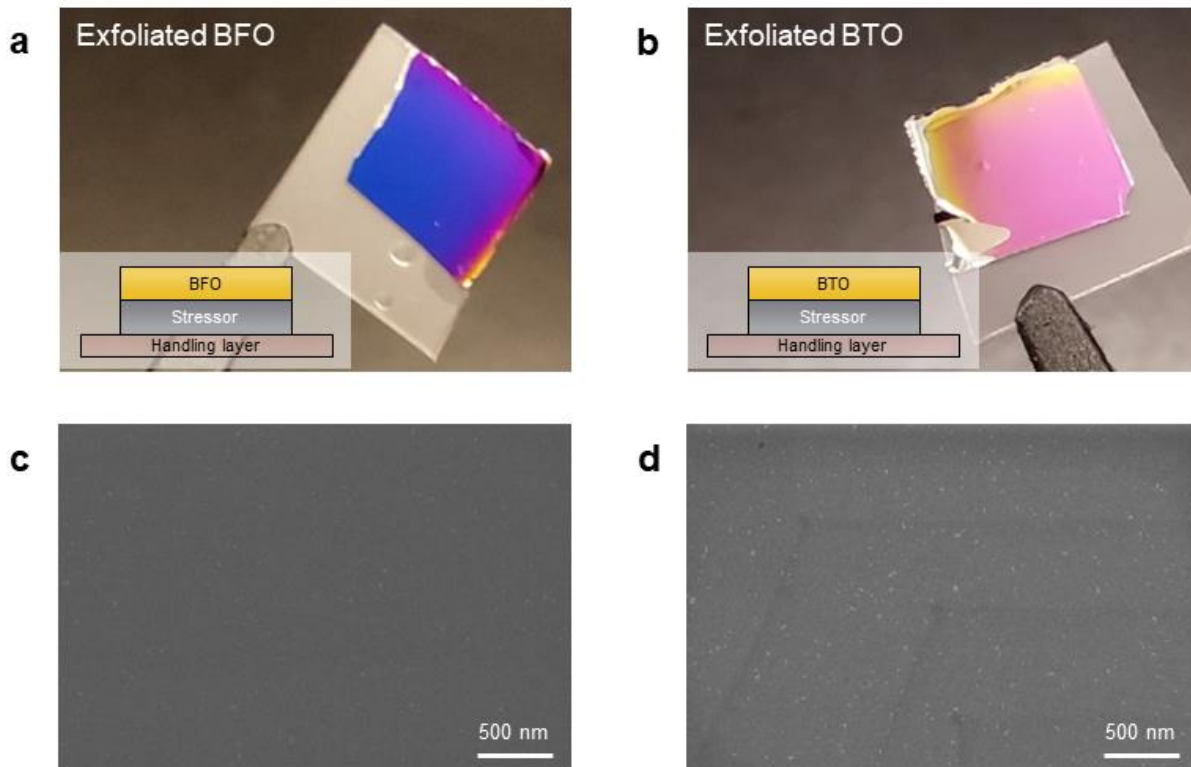 a
Exfoliated BFO
BFO
Stressor
Handling layer
b
Exfoliated BTO
BTO
Stressor
Handling layer
c
500 nm
d
500 nm